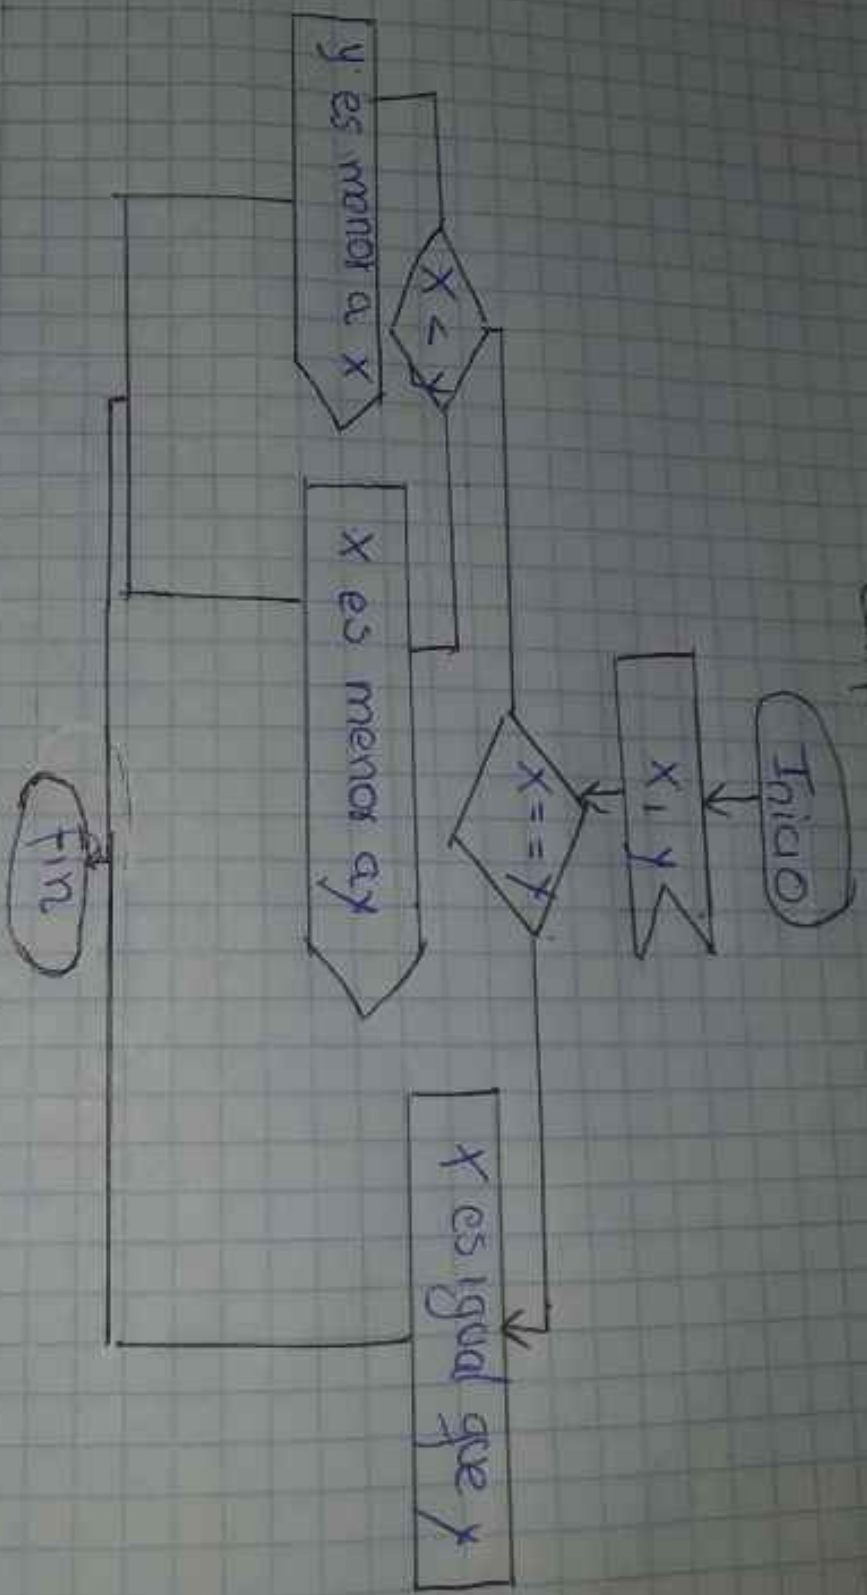 Inicio
x, y
x == y
x < y
x es igual que y
y es menor a x
x es menor a y
Fin